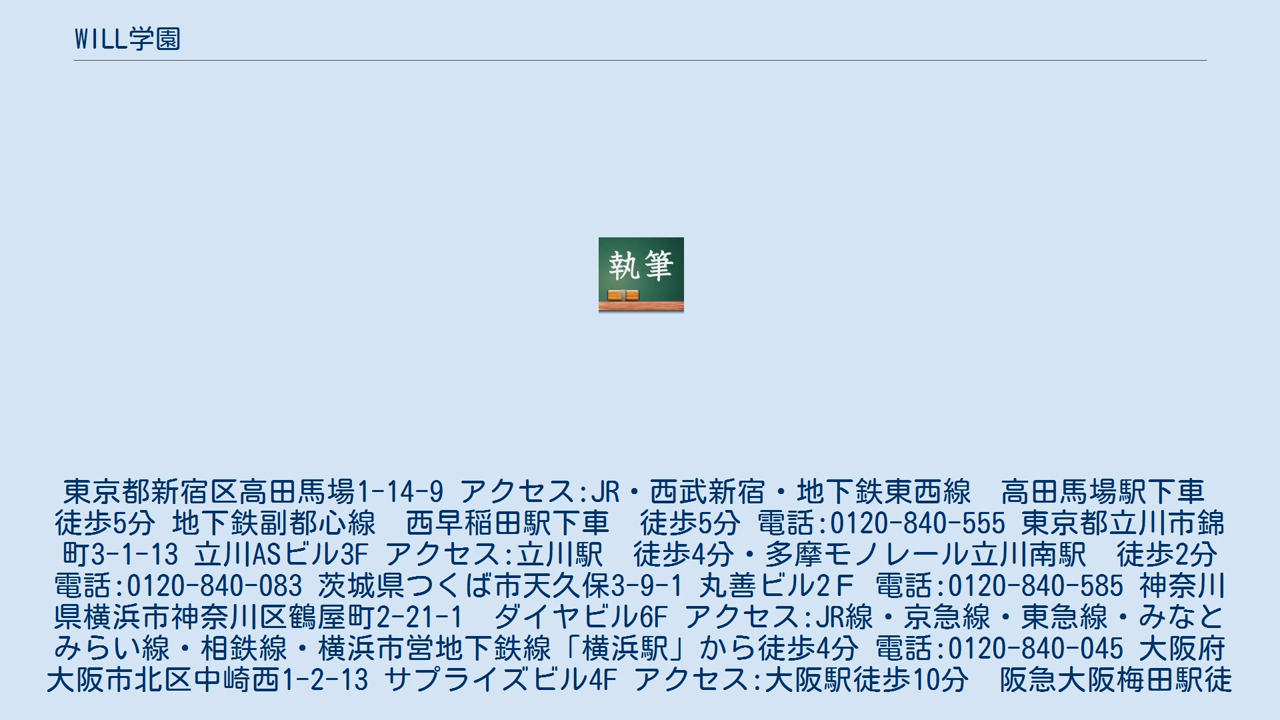 WILL学園
執筆
東京都新宿区高田馬場1-14-9 アクセス:JR・西武新宿・地下鉄東西線　高田馬場駅下車
徒歩5分 地下鉄副都心線　西早稲田駅下車　徒歩5分 電話:0120-840-555 東京都立川市錦
町3-1-13 立川ASビル3F アクセス:立川駅　徒歩4分・多摩モノレール立川南駅　徒歩2分
電話:0120-840-083 茨城県つくば市天久保3-9-1 丸善ビル2Ｆ 電話:0120-840-585 神奈川
県横浜市神奈川区鶴屋町2-21-1　ダイヤビル6F アクセス:JR線・京急線・東急線・みなと
みらい線・相鉄線・横浜市営地下鉄線「横浜駅」から徒歩4分 電話:0120-840-045 大阪府
大阪市北区中崎西1-2-13 サプライズビル4F アクセス:大阪駅徒歩10分　阪急大阪梅田駅徒